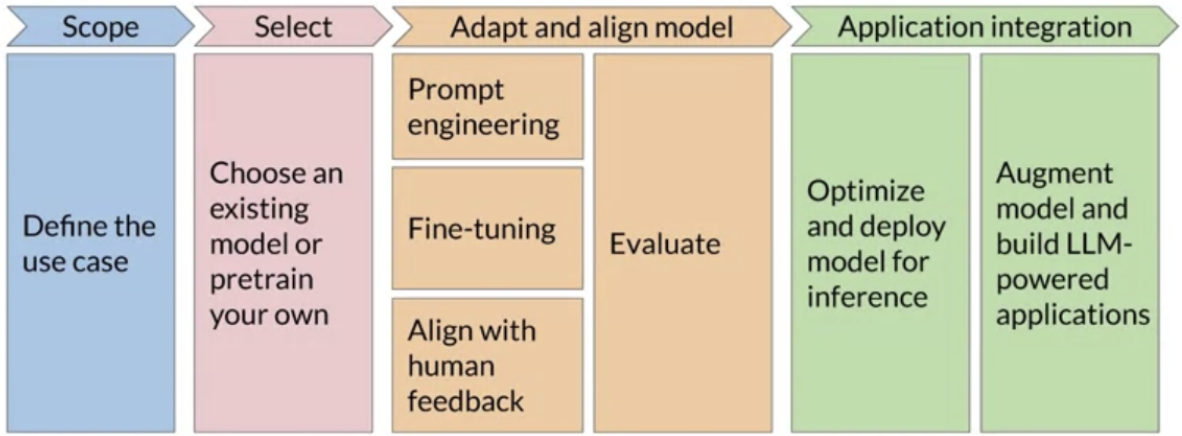 Scope
Select
Adapt and align model
Application integration
Define the
use case
Choose an
existing
model or
pretrain
your own
Prompt
engineering
Fine-tuning
Align with
human
feedback
Evaluate
Optimize
and deploy
model for
inference
Augment
model and
build LLM-
powered
applications